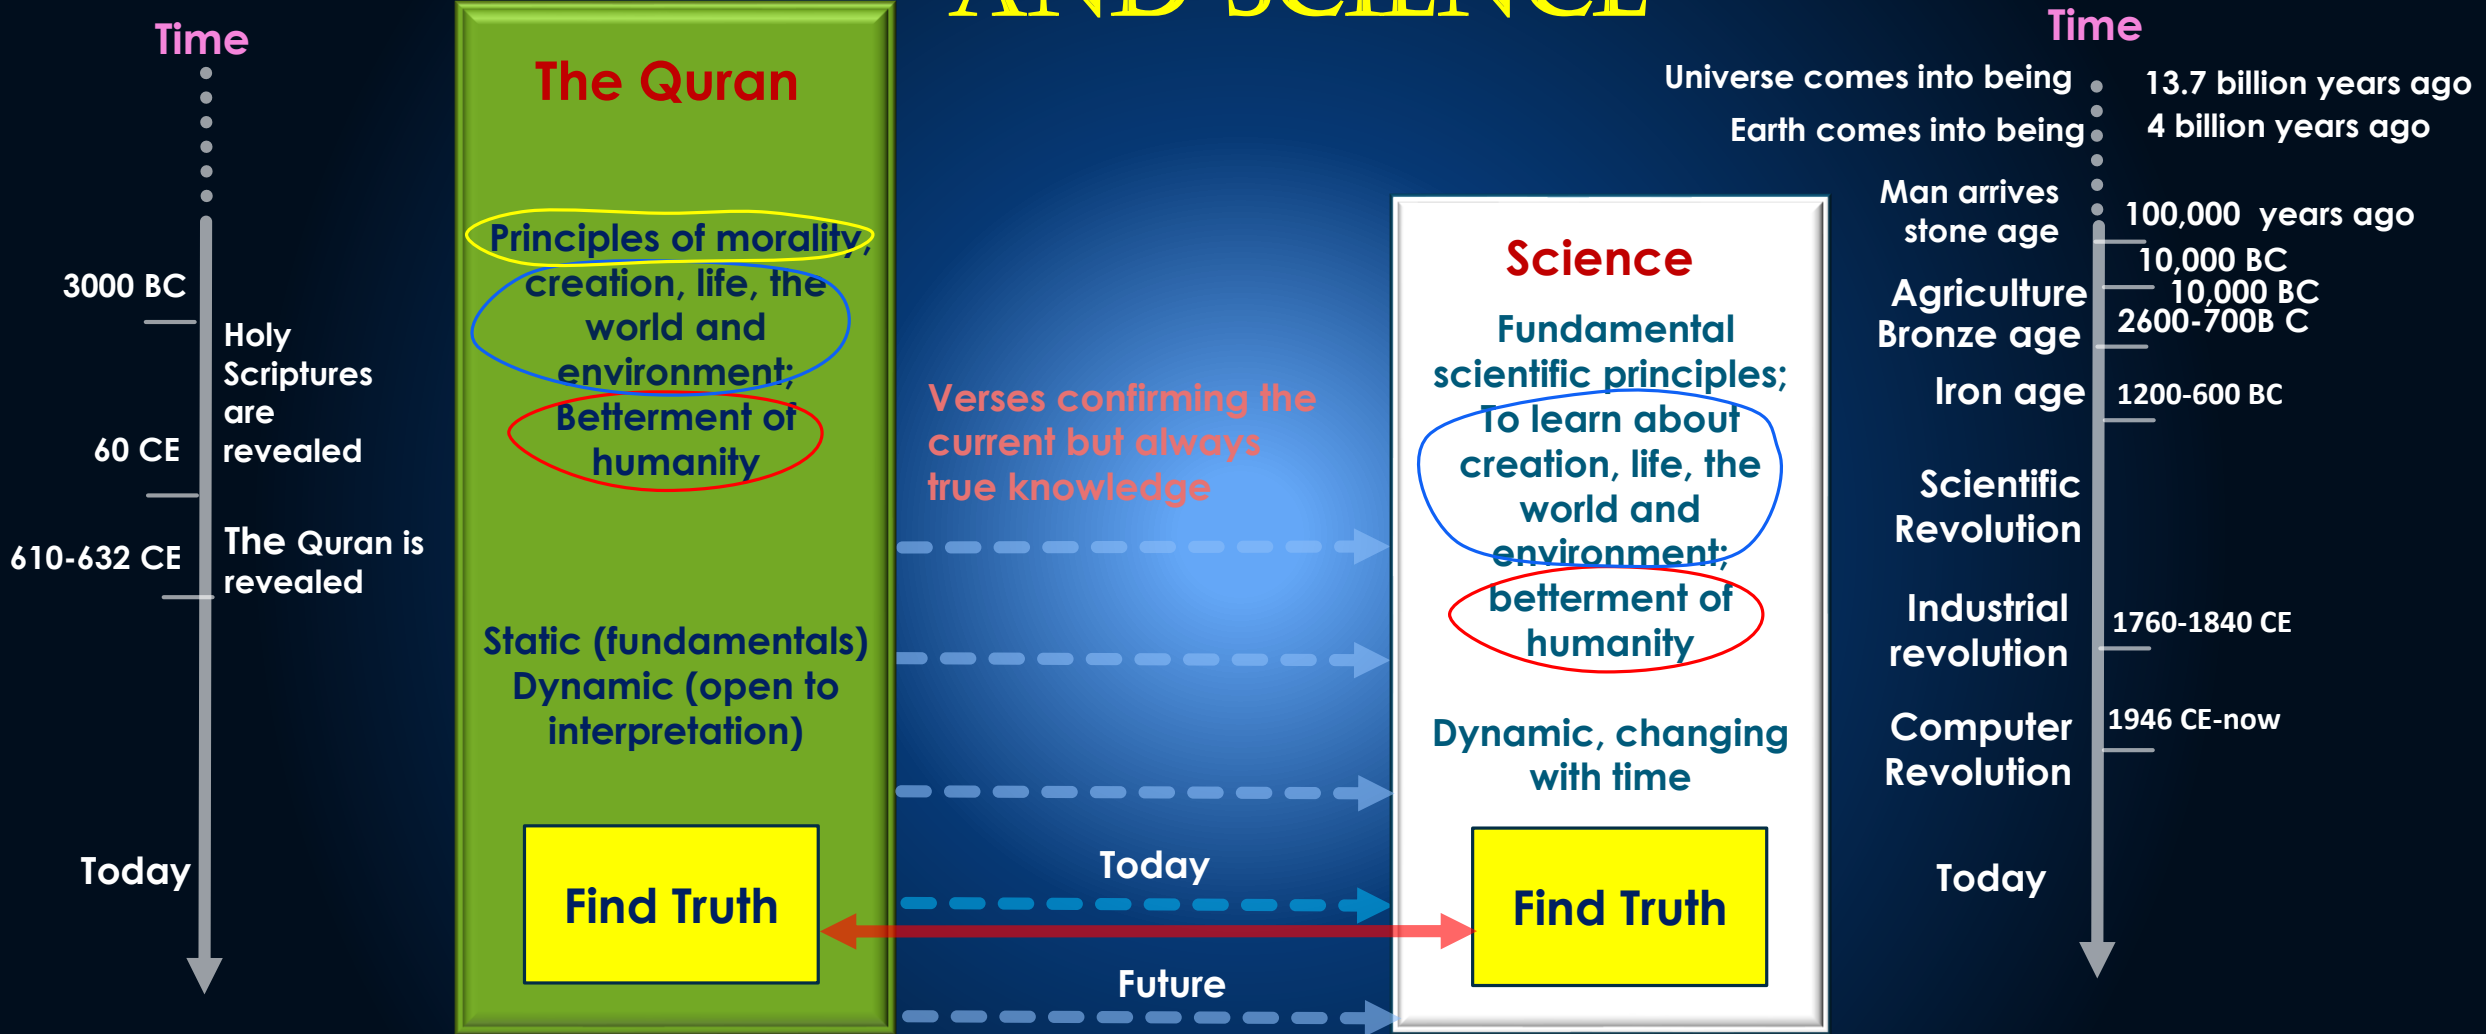 AND SCIENCE
Time
3000 BC
Holy
Scriptures
are
revealed
60 CE
610-632 CE
The Quran is
revealed
Today
The Quran
Principles of morality,
creation, life, the
world and
environment;
Betterment of
humanity
Static (fundamentals)
Dynamic (open to
interpretation)
Find Truth
Verses confirming the
current but always
true knowledge
Today
Future
Science
Fundamental
scientific principles;
To learn about
creation, life, the
world and
environment;
betterment of
humanity
Dynamic, changing
with time
Find Truth
Time
Universe comes into being
13.7 billion years ago
Earth comes into being
4 billion years ago
Man arrives
stone age
100,000 years ago
10,000 BC
Agriculture
10,000 BC
Bronze age
2600-700B C
Iron age
1200-600 BC
Scientific
Revolution
Industrial
revolution
1760-1840 CE
Computer
Revolution
1946 CE-now
Today